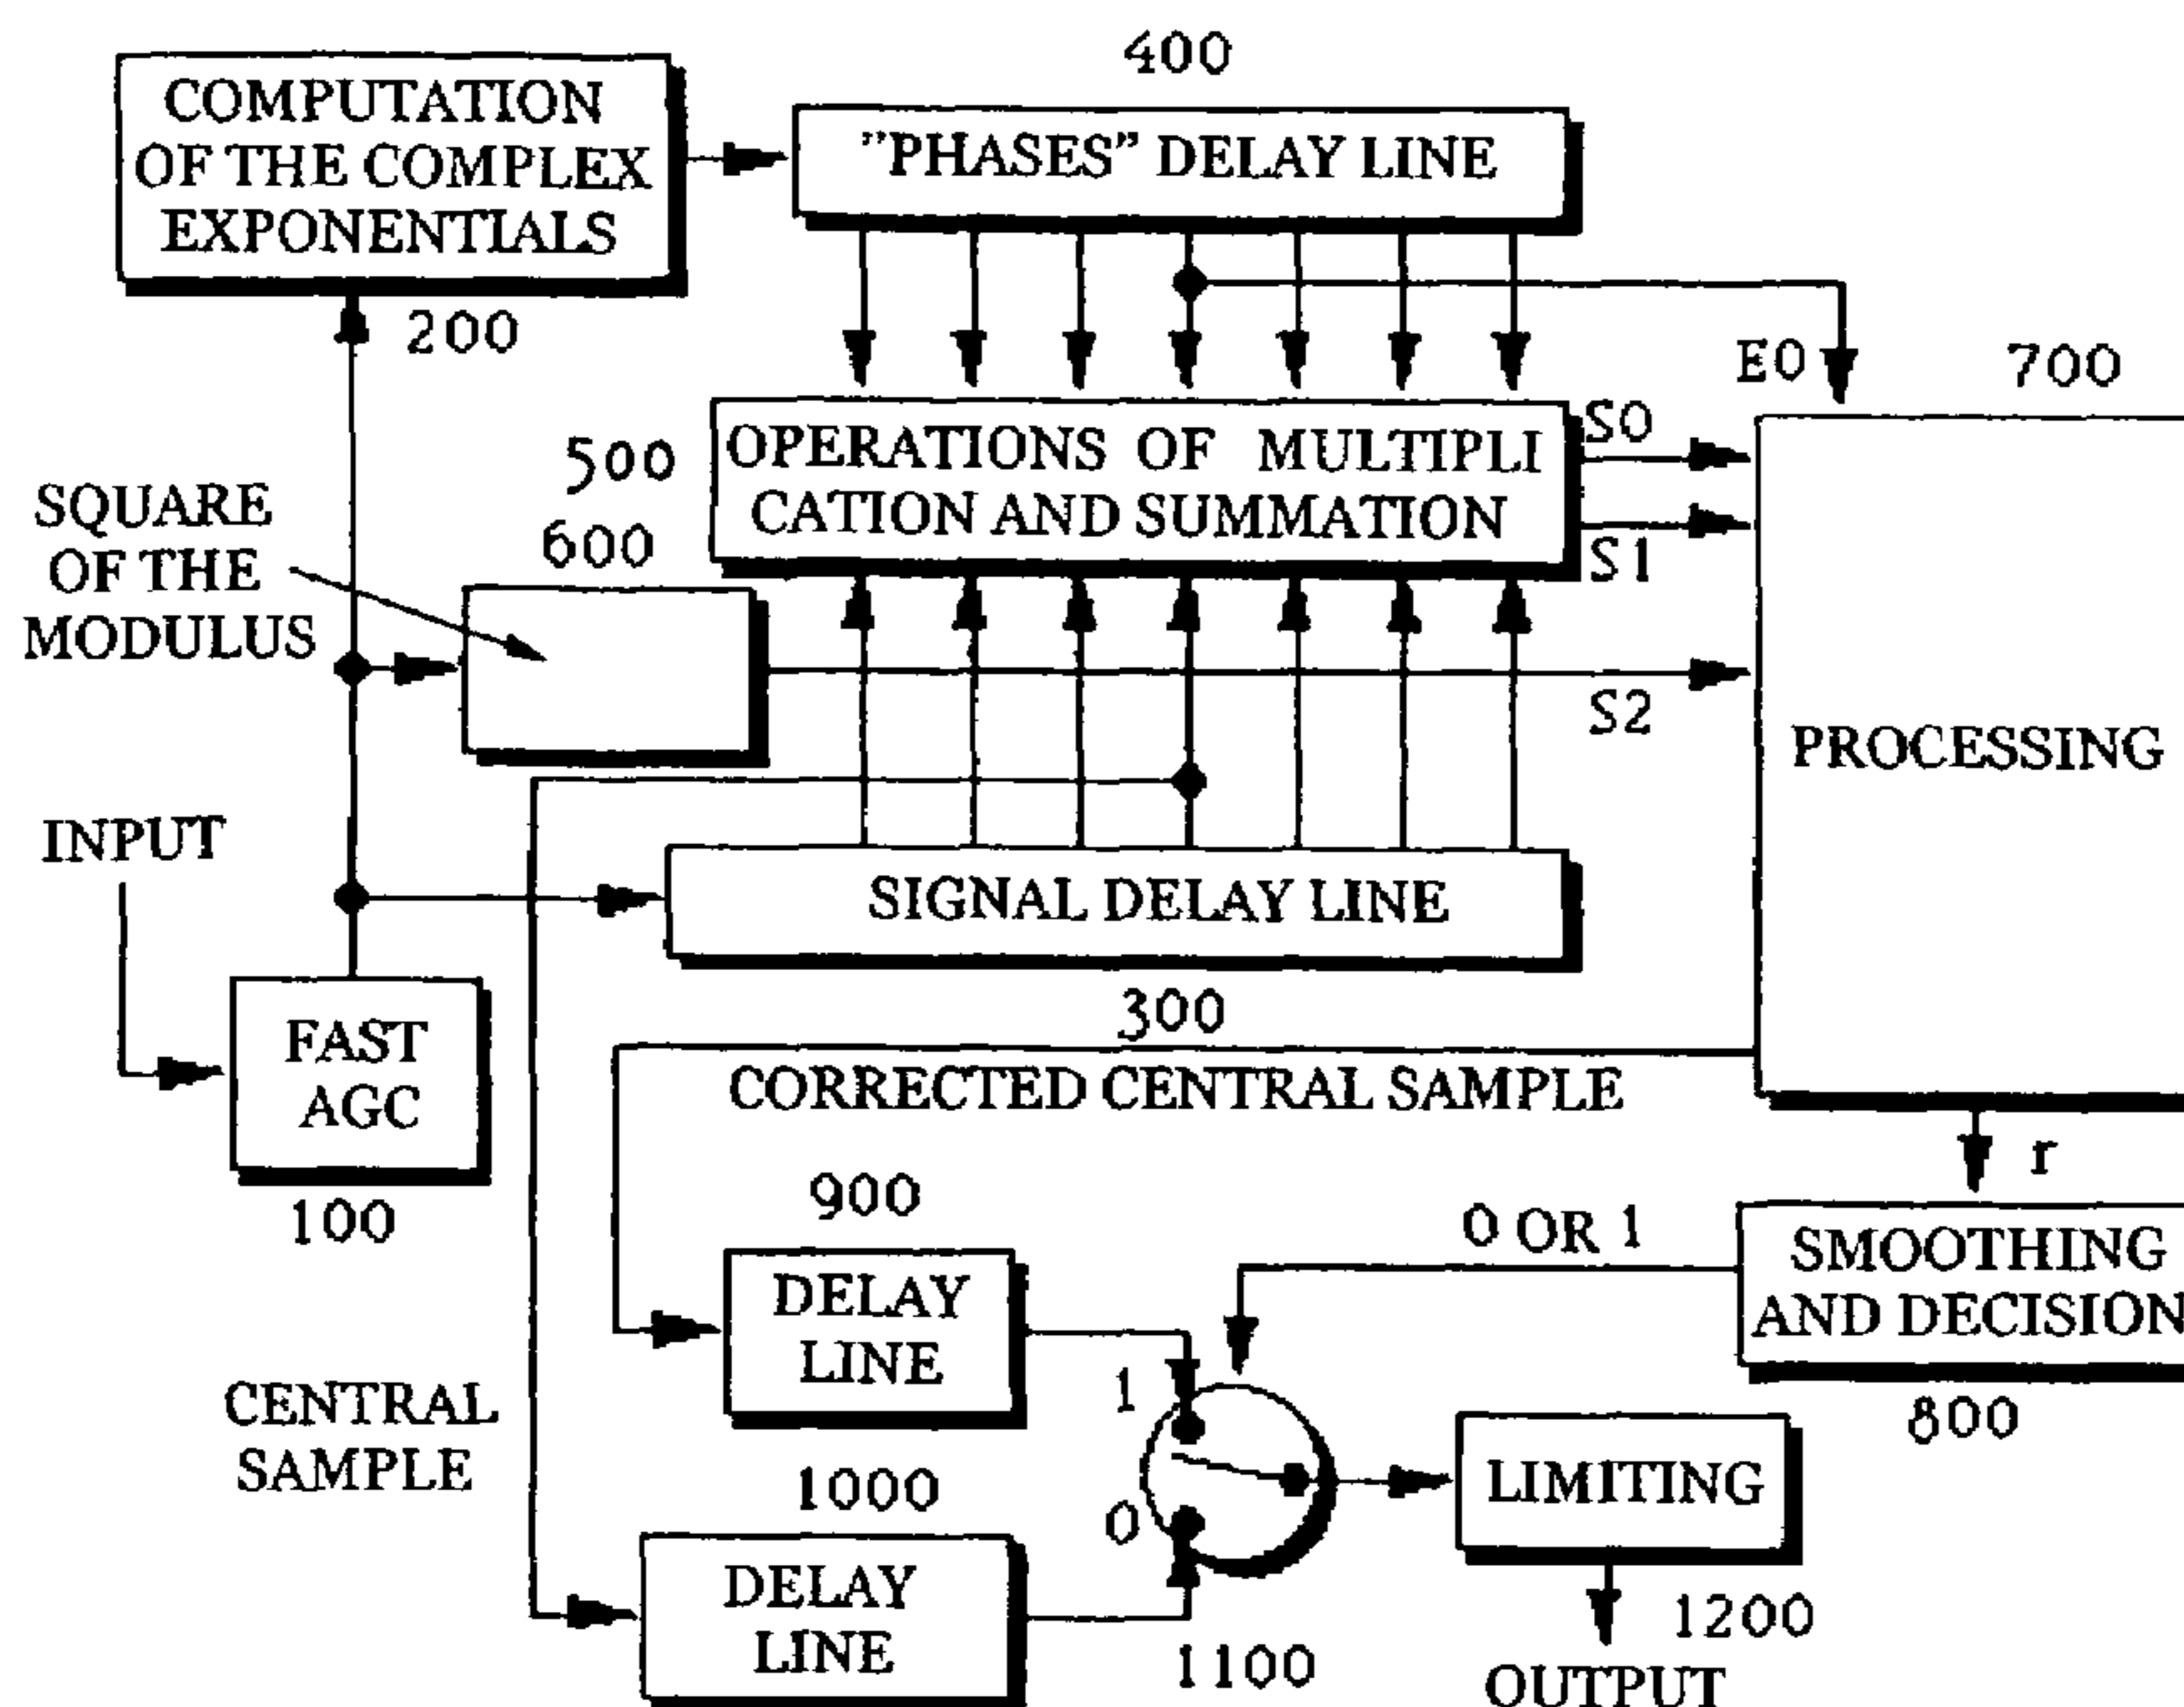 400
COMPUTATION
OF THE COMPLEX
EXPONENTIALS
"PHASES" DELAY LINE
200
E0
700
500
OPERATIONS OF MULTIPLI
CATION AND SUMMATION
S0
S1
SQUARE
OF THE
MODULUS
600
S2
PROCESSING
INPUT
SIGNAL DELAY LINE
300
FAST
AGC
100
CORRECTED CENTRAL SAMPLE
r
900
0 OR 1
SMOOTHING
AND DECISION
800
DELAY
LINE
1
CENTRAL
SAMPLE
1000
0
LIMITING
DELAY
LINE
1100
1200
OUTPUT